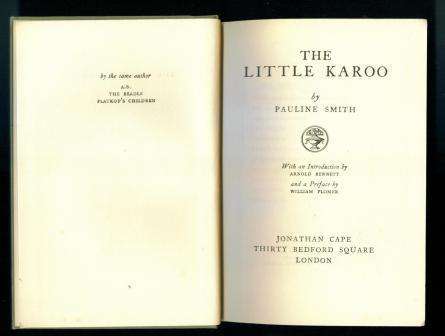 by the same author
A.B.
THE BEADLE
PLATKOP'S CHILDREN
THE
LITTLE KAROO
by
PAULINE SMITH
With an Introduction by
ARNOLD BENNETT
and a Preface by
WILLIAM PLOMER
JONATHAN CAPE
THIRTY BEDFORD SQUARE
LONDON